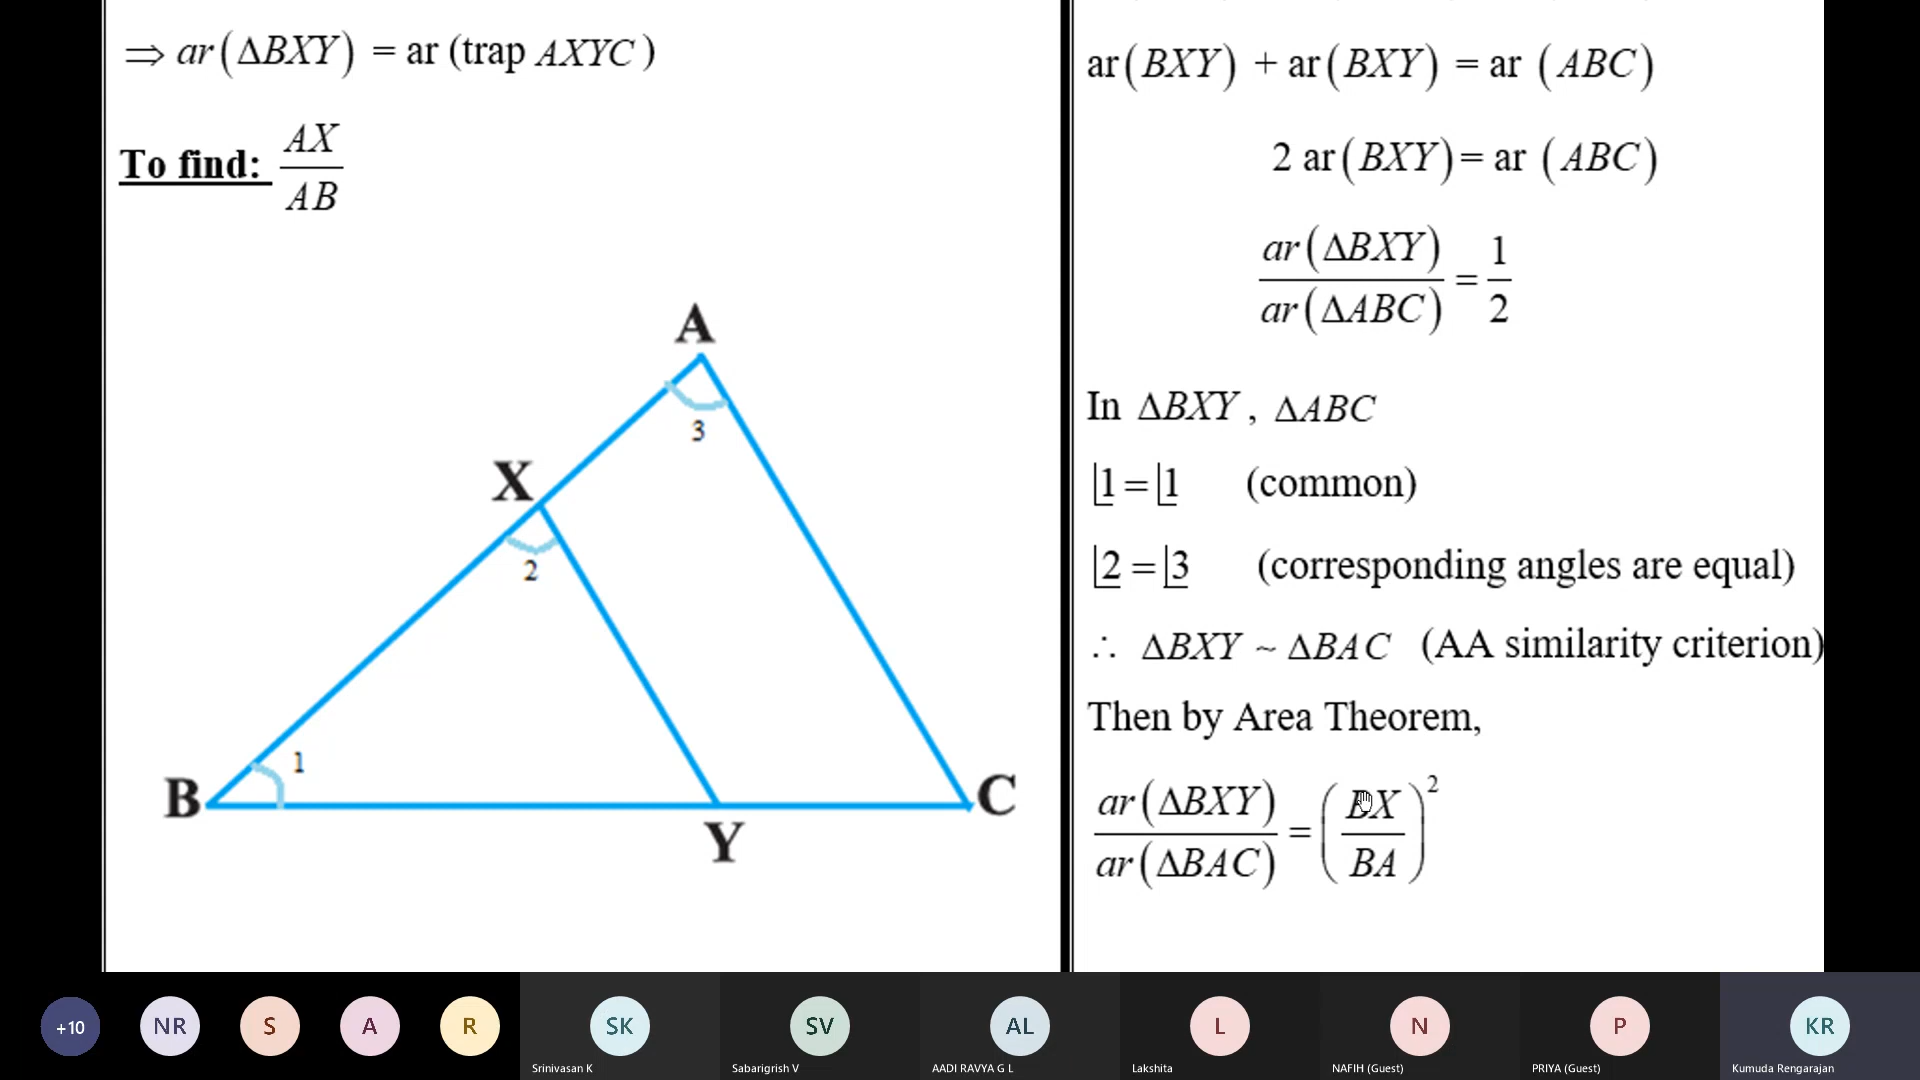 ⇒ ar(ΔBXY) = ar (trap AXYC)
To find: AX/AB
A
3
X
2
1
B
C
Y
ar(BXY) + ar(BXY) = ar (ABC)
2 ar(BXY) = ar (ABC)
ar(ΔBXY)/ar(ΔABC) = 1/2
In ΔBXY, ΔABC
∠1 = ∠1 (common)
∠2 = ∠3 (corresponding angles are equal)
∴ ΔBXY ~ ΔBAC (AA similarity criterion)
Then by Area Theorem,
ar(ΔBXY)/ar(ΔBAC) = (BX/BA)²
+10
NR
S
A
R
SK
Srinivasan K
SV
Sabarigrish V
AL
AADI RAVYA G L
L
Lakshita
N
NAFIH (Guest)
P
PRIYA (Guest)
KR
Kumuda Rengarajan